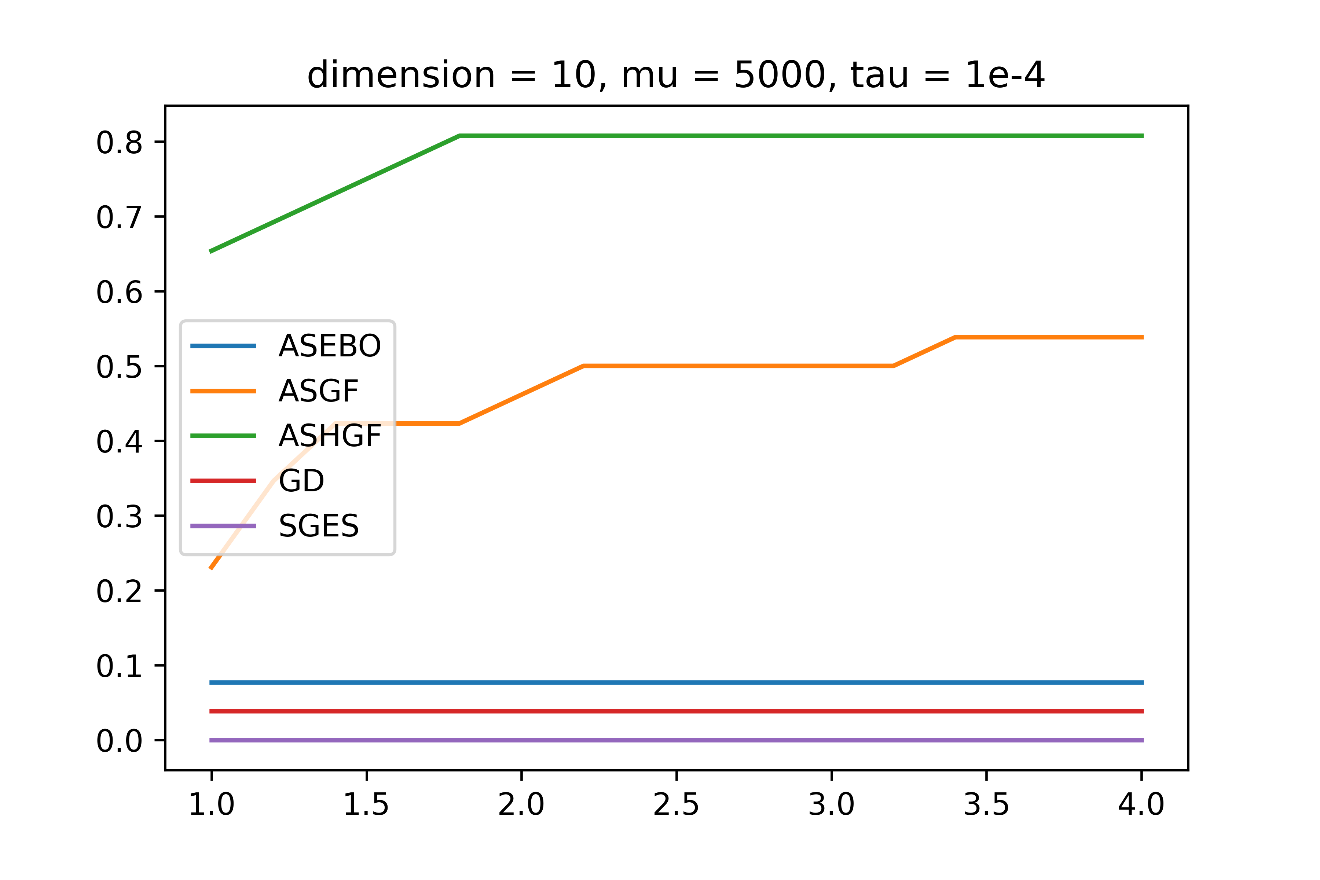 dimension = 10, mu = 5000, tau = 1e-4
0.8
0.7
0.6
0.5
0.4
0.3
0.2
0.1
0.0
ASEBO
ASGF
ASHGF
GD
SGES
1.0 1.5 2.0 2.5 3.0 3.5 4.0